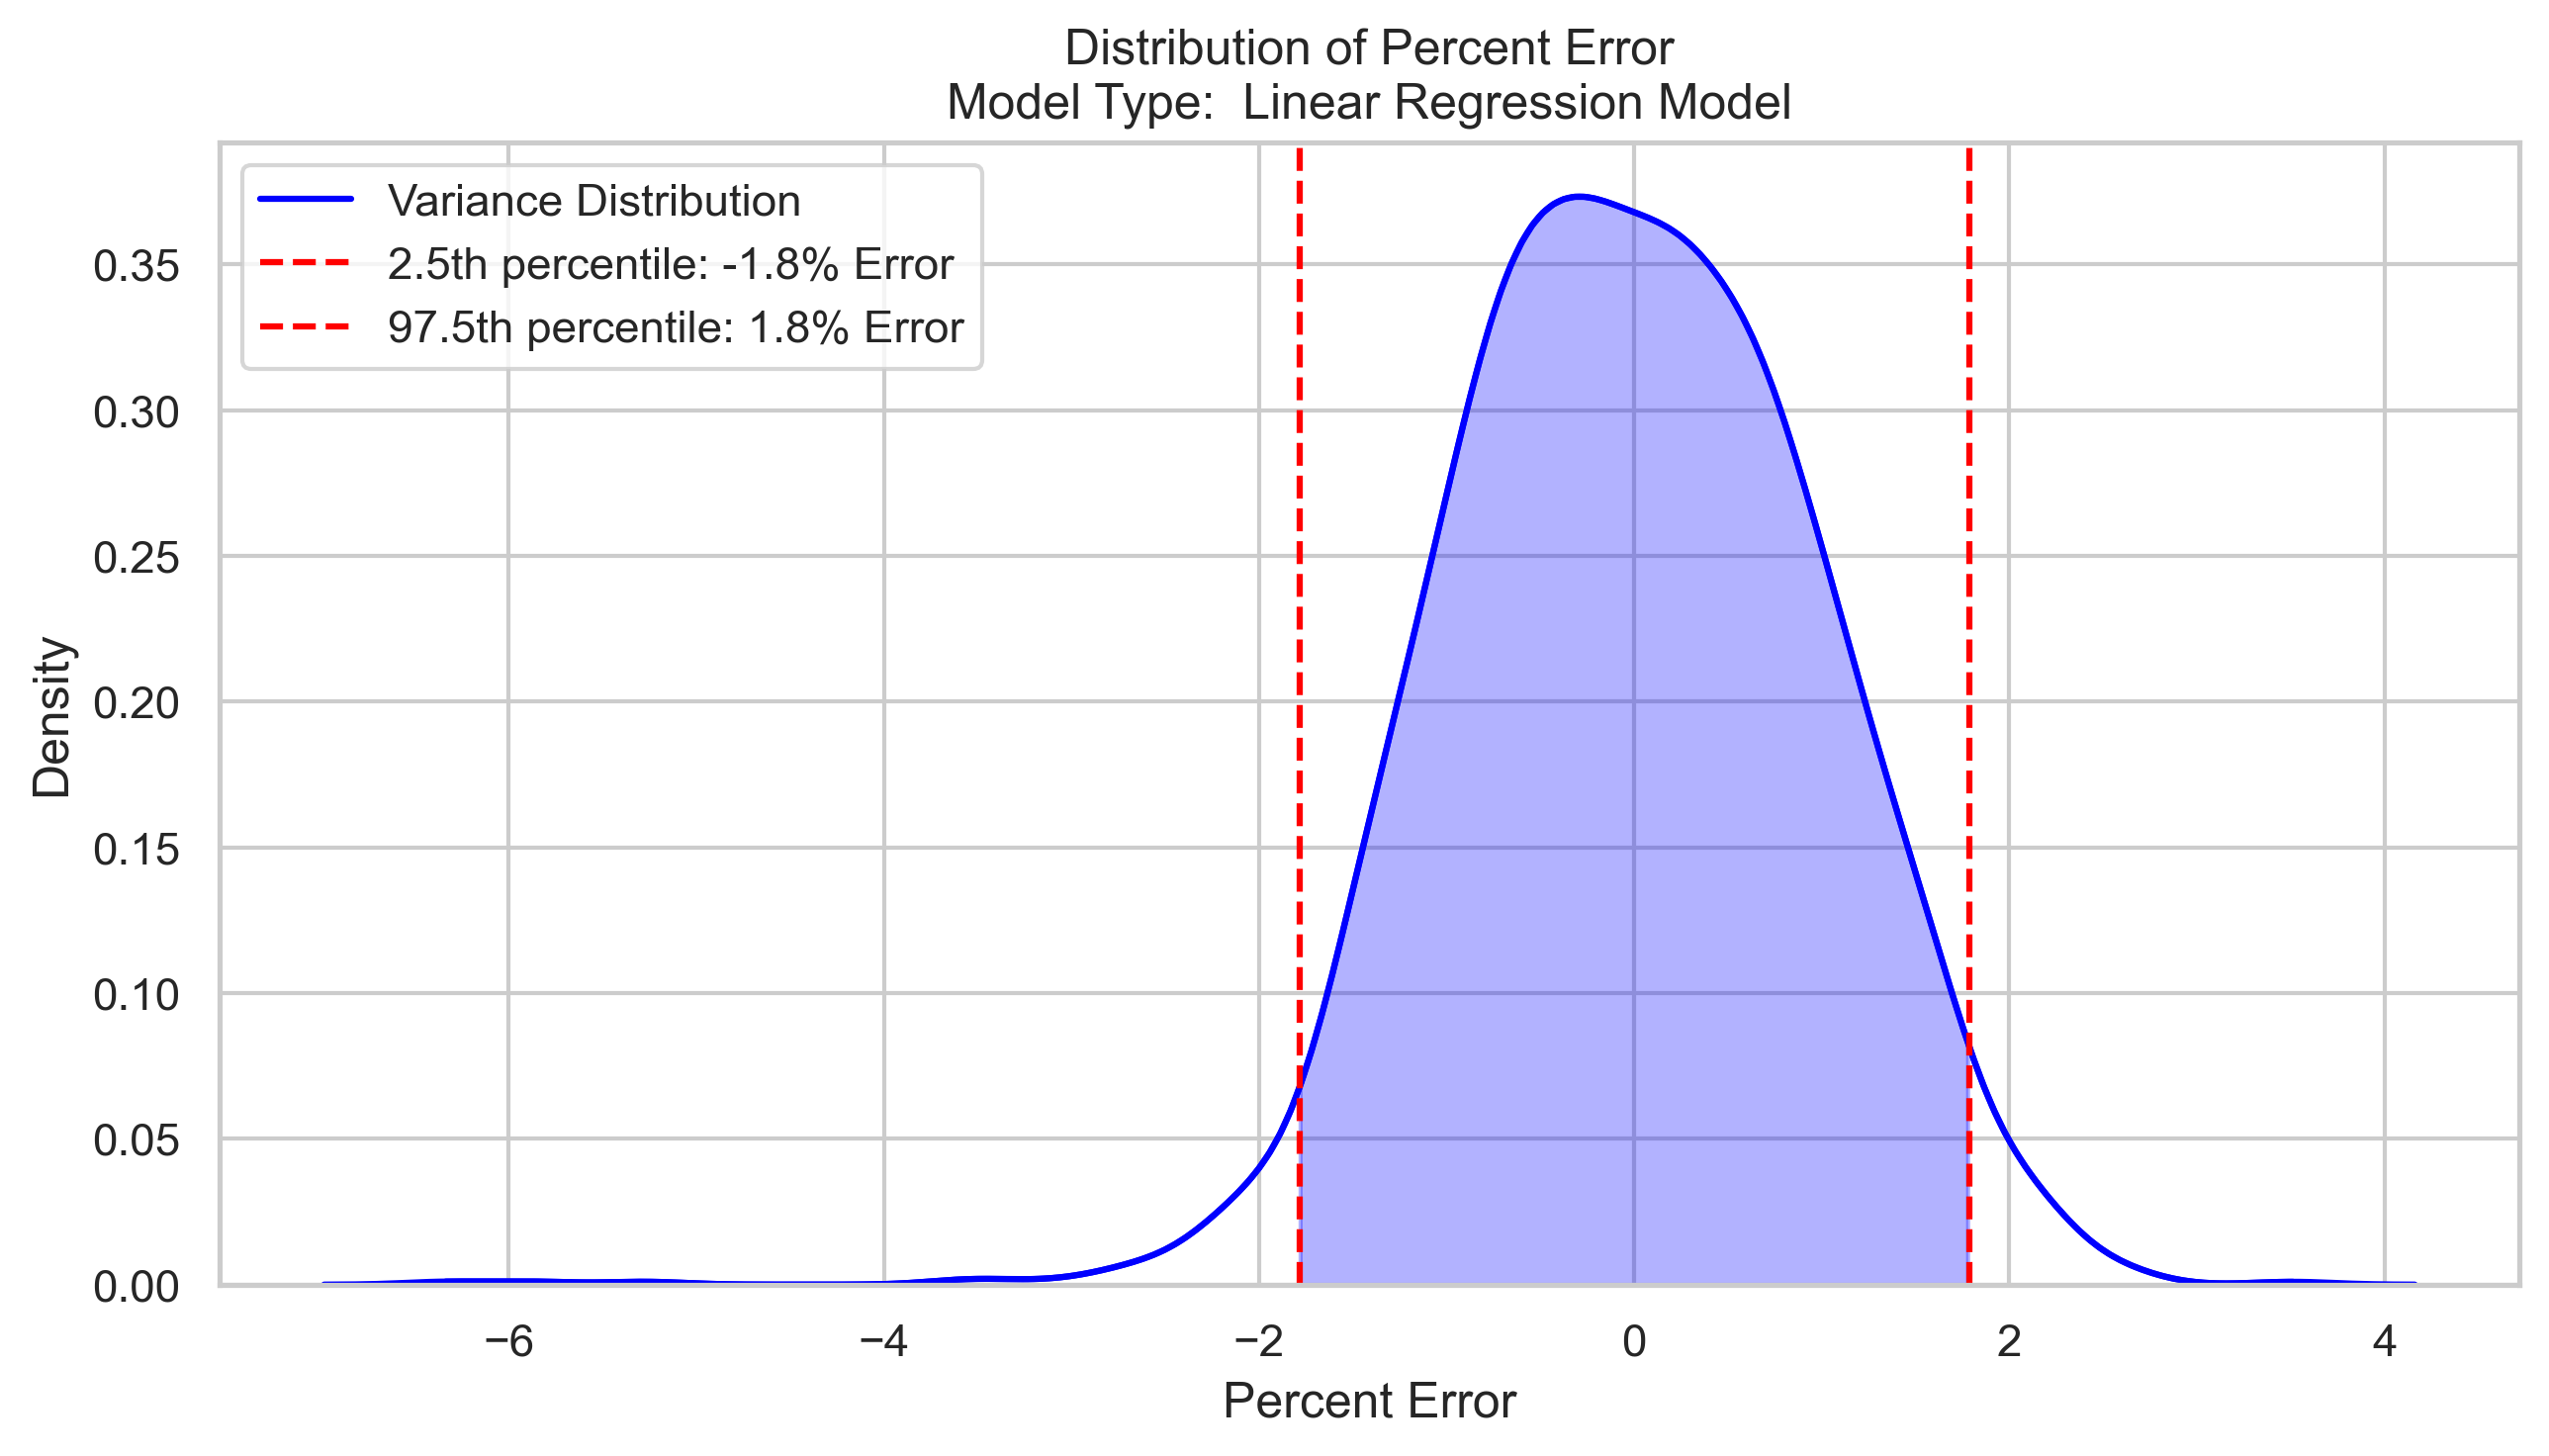 Distribution of Percent Error
Model Type:  Linear Regression Model
Variance Distribution
2.5th percentile: -1.8% Error
97.5th percentile: 1.8% Error
Density
0.35
0.30
0.25
0.20
0.15
0.10
0.05
0.00
−6 −4 −2 0 2 4
Percent Error